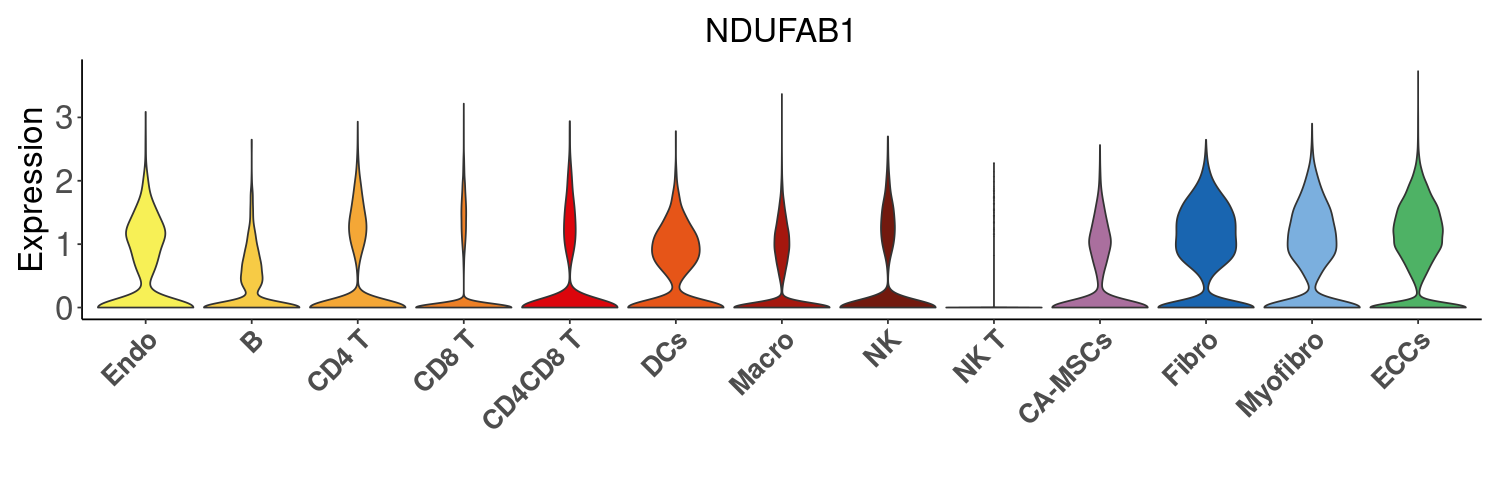 NDUFAB1
Expression
3
2
1
0
Endo
B
CD4 T
CD8 T
CD4CD8 T
DCs
Macro
NK
NK T
CA-MSCs
Fibro
Myofibro
ECCs